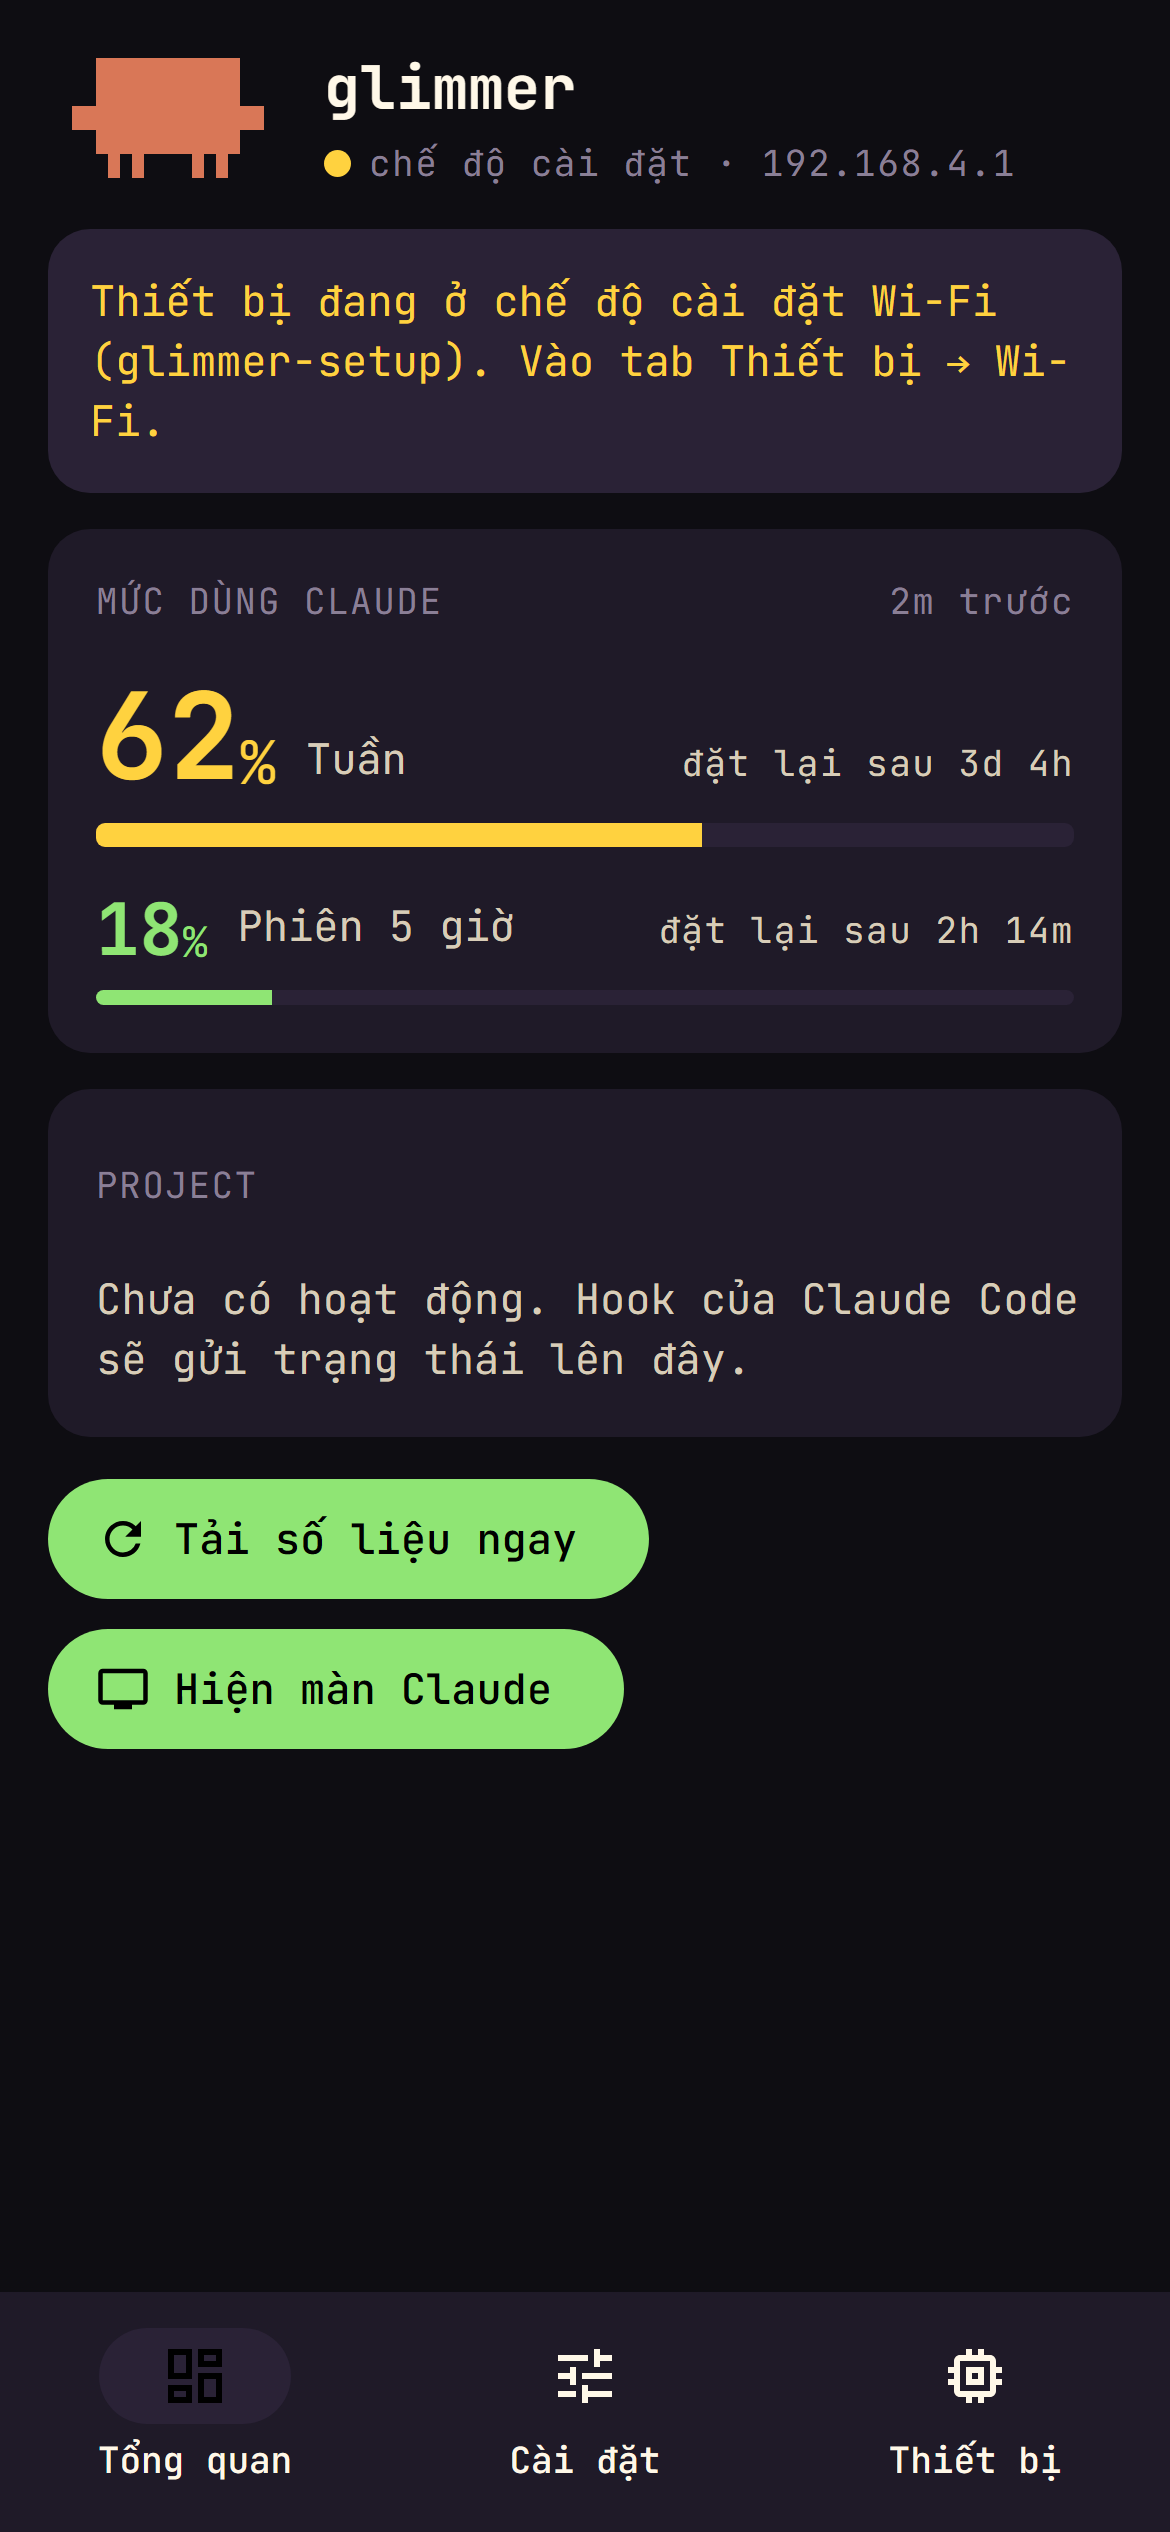 glimmer
chế độ cài đặt · 192.168.4.1
Thiết bị đang ở chế độ cài đặt Wi-Fi
(glimmer-setup). Vào tab Thiết bị → Wi-
Fi.
MỨC DÙNG CLAUDE 2m trước
62% Tuần đặt lại sau 3d 4h
18% Phiên 5 giờ đặt lại sau 2h 14m
PROJECT
Chưa có hoạt động. Hook của Claude Code
sẽ gửi trạng thái lên đây.
Tải số liệu ngay
Hiện màn Claude
Tổng quan Cài đặt Thiết bị